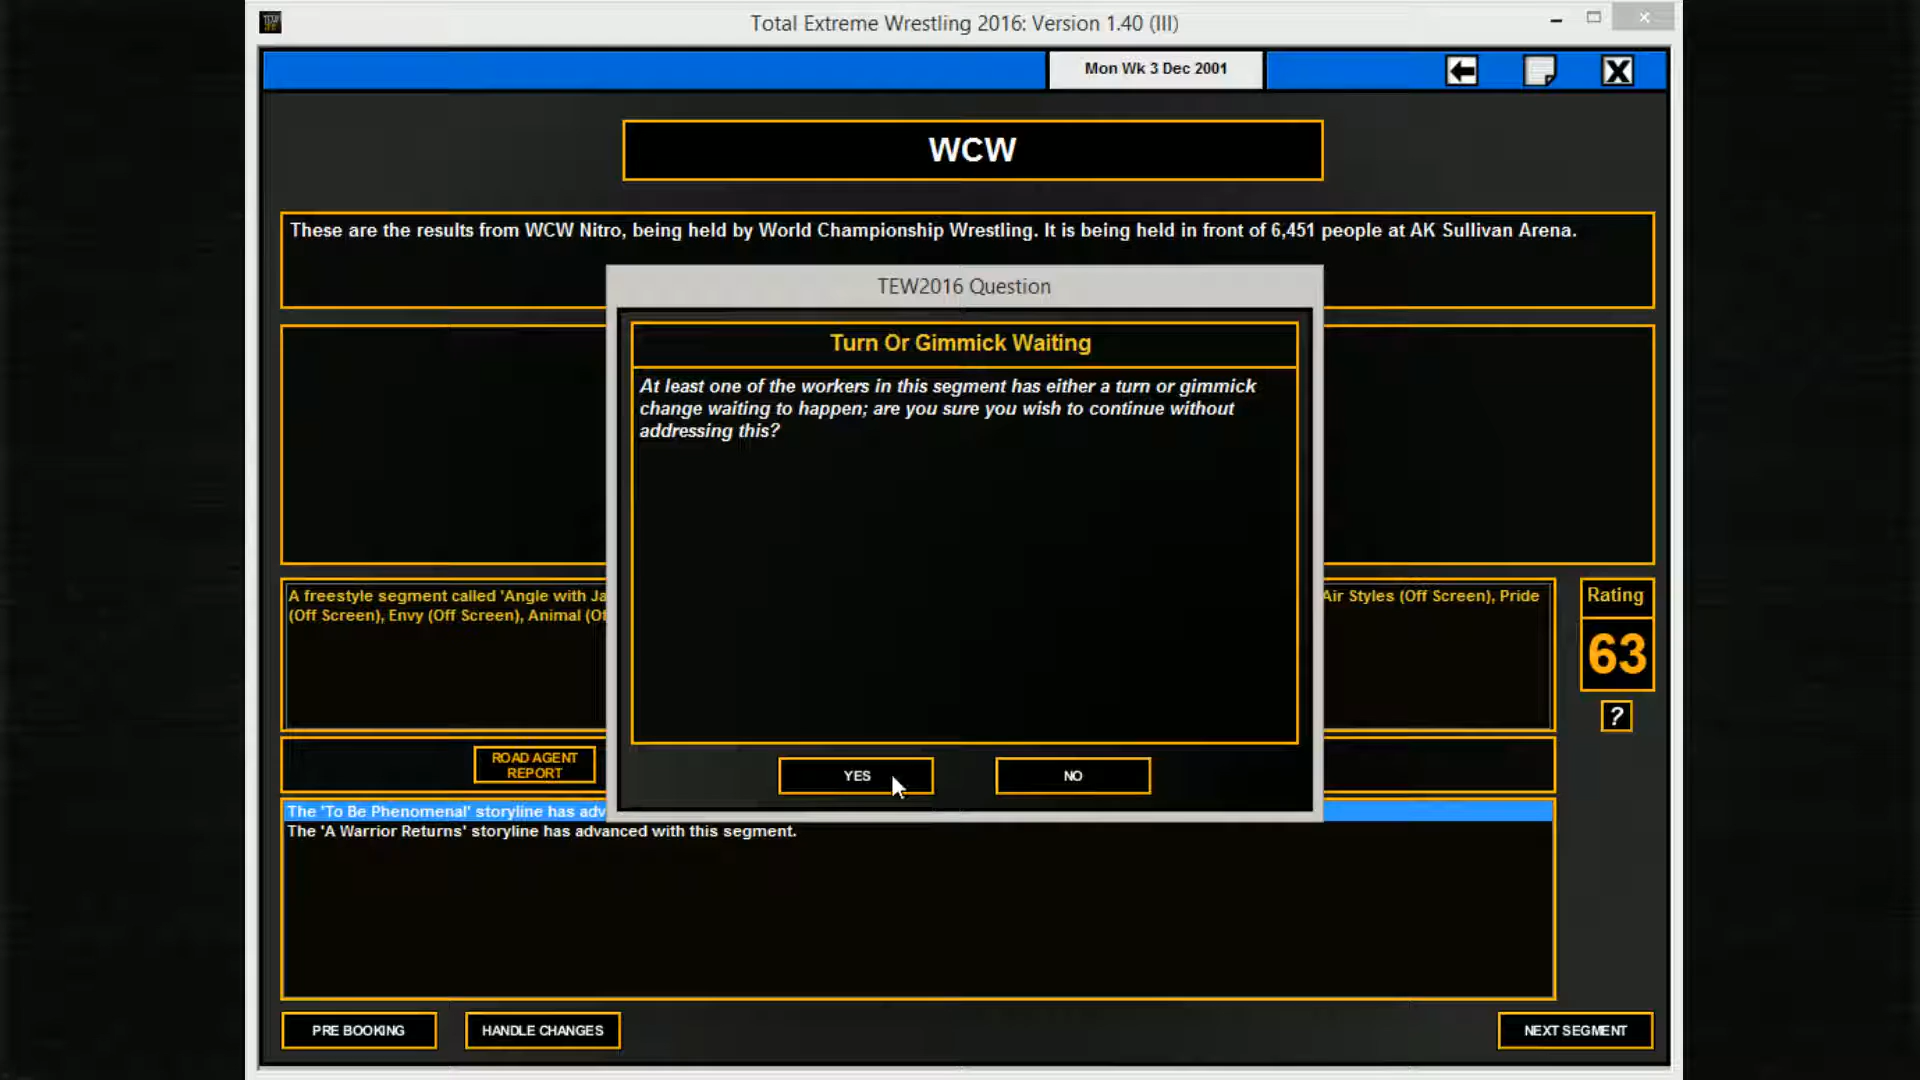 Total Extreme Wrestling 2016: Version 1.40 (III)
Mon Wk 3 Dec 2001
WCW
These are the results from WCW Nitro, being held by World Championship Wrestling. It is being held in front of 6,451 people at AK Sullivan Arena.
TEW2016 Question
Turn Or Gimmick Waiting
At least one of the workers in this segment has either a turn or gimmick
change waiting to happen; are you sure you wish to continue without
addressing this?
YES
NO
A freestyle segment called 'Angle with Air Styles (Off Screen), Pride
(Off Screen), Envy (Off Screen), Animal
Rating
63
?
ROAD AGENT
REPORT
The 'To Be Phenomenal' storyline has
The 'A Warrior Returns' storyline has advanced with this segment.
PRE BOOKING
HANDLE CHANGES
NEXT SEGMENT